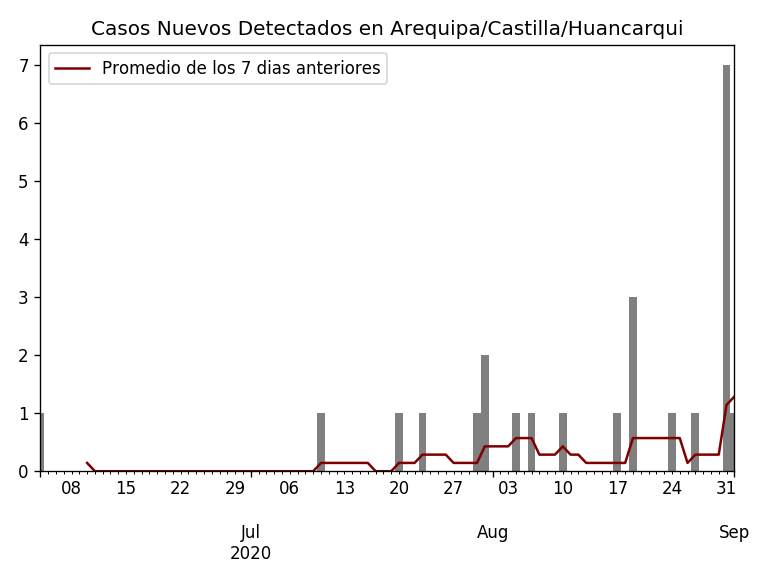 Casos Nuevos Detectados en Arequipa/Castilla/Huancarqui
Promedio de los 7 dias anteriores
7
6
5
4
3
2
1
0
08 15 22 29 06 13 20 27 03 10 17 24 31
Jul Aug Sep
2020